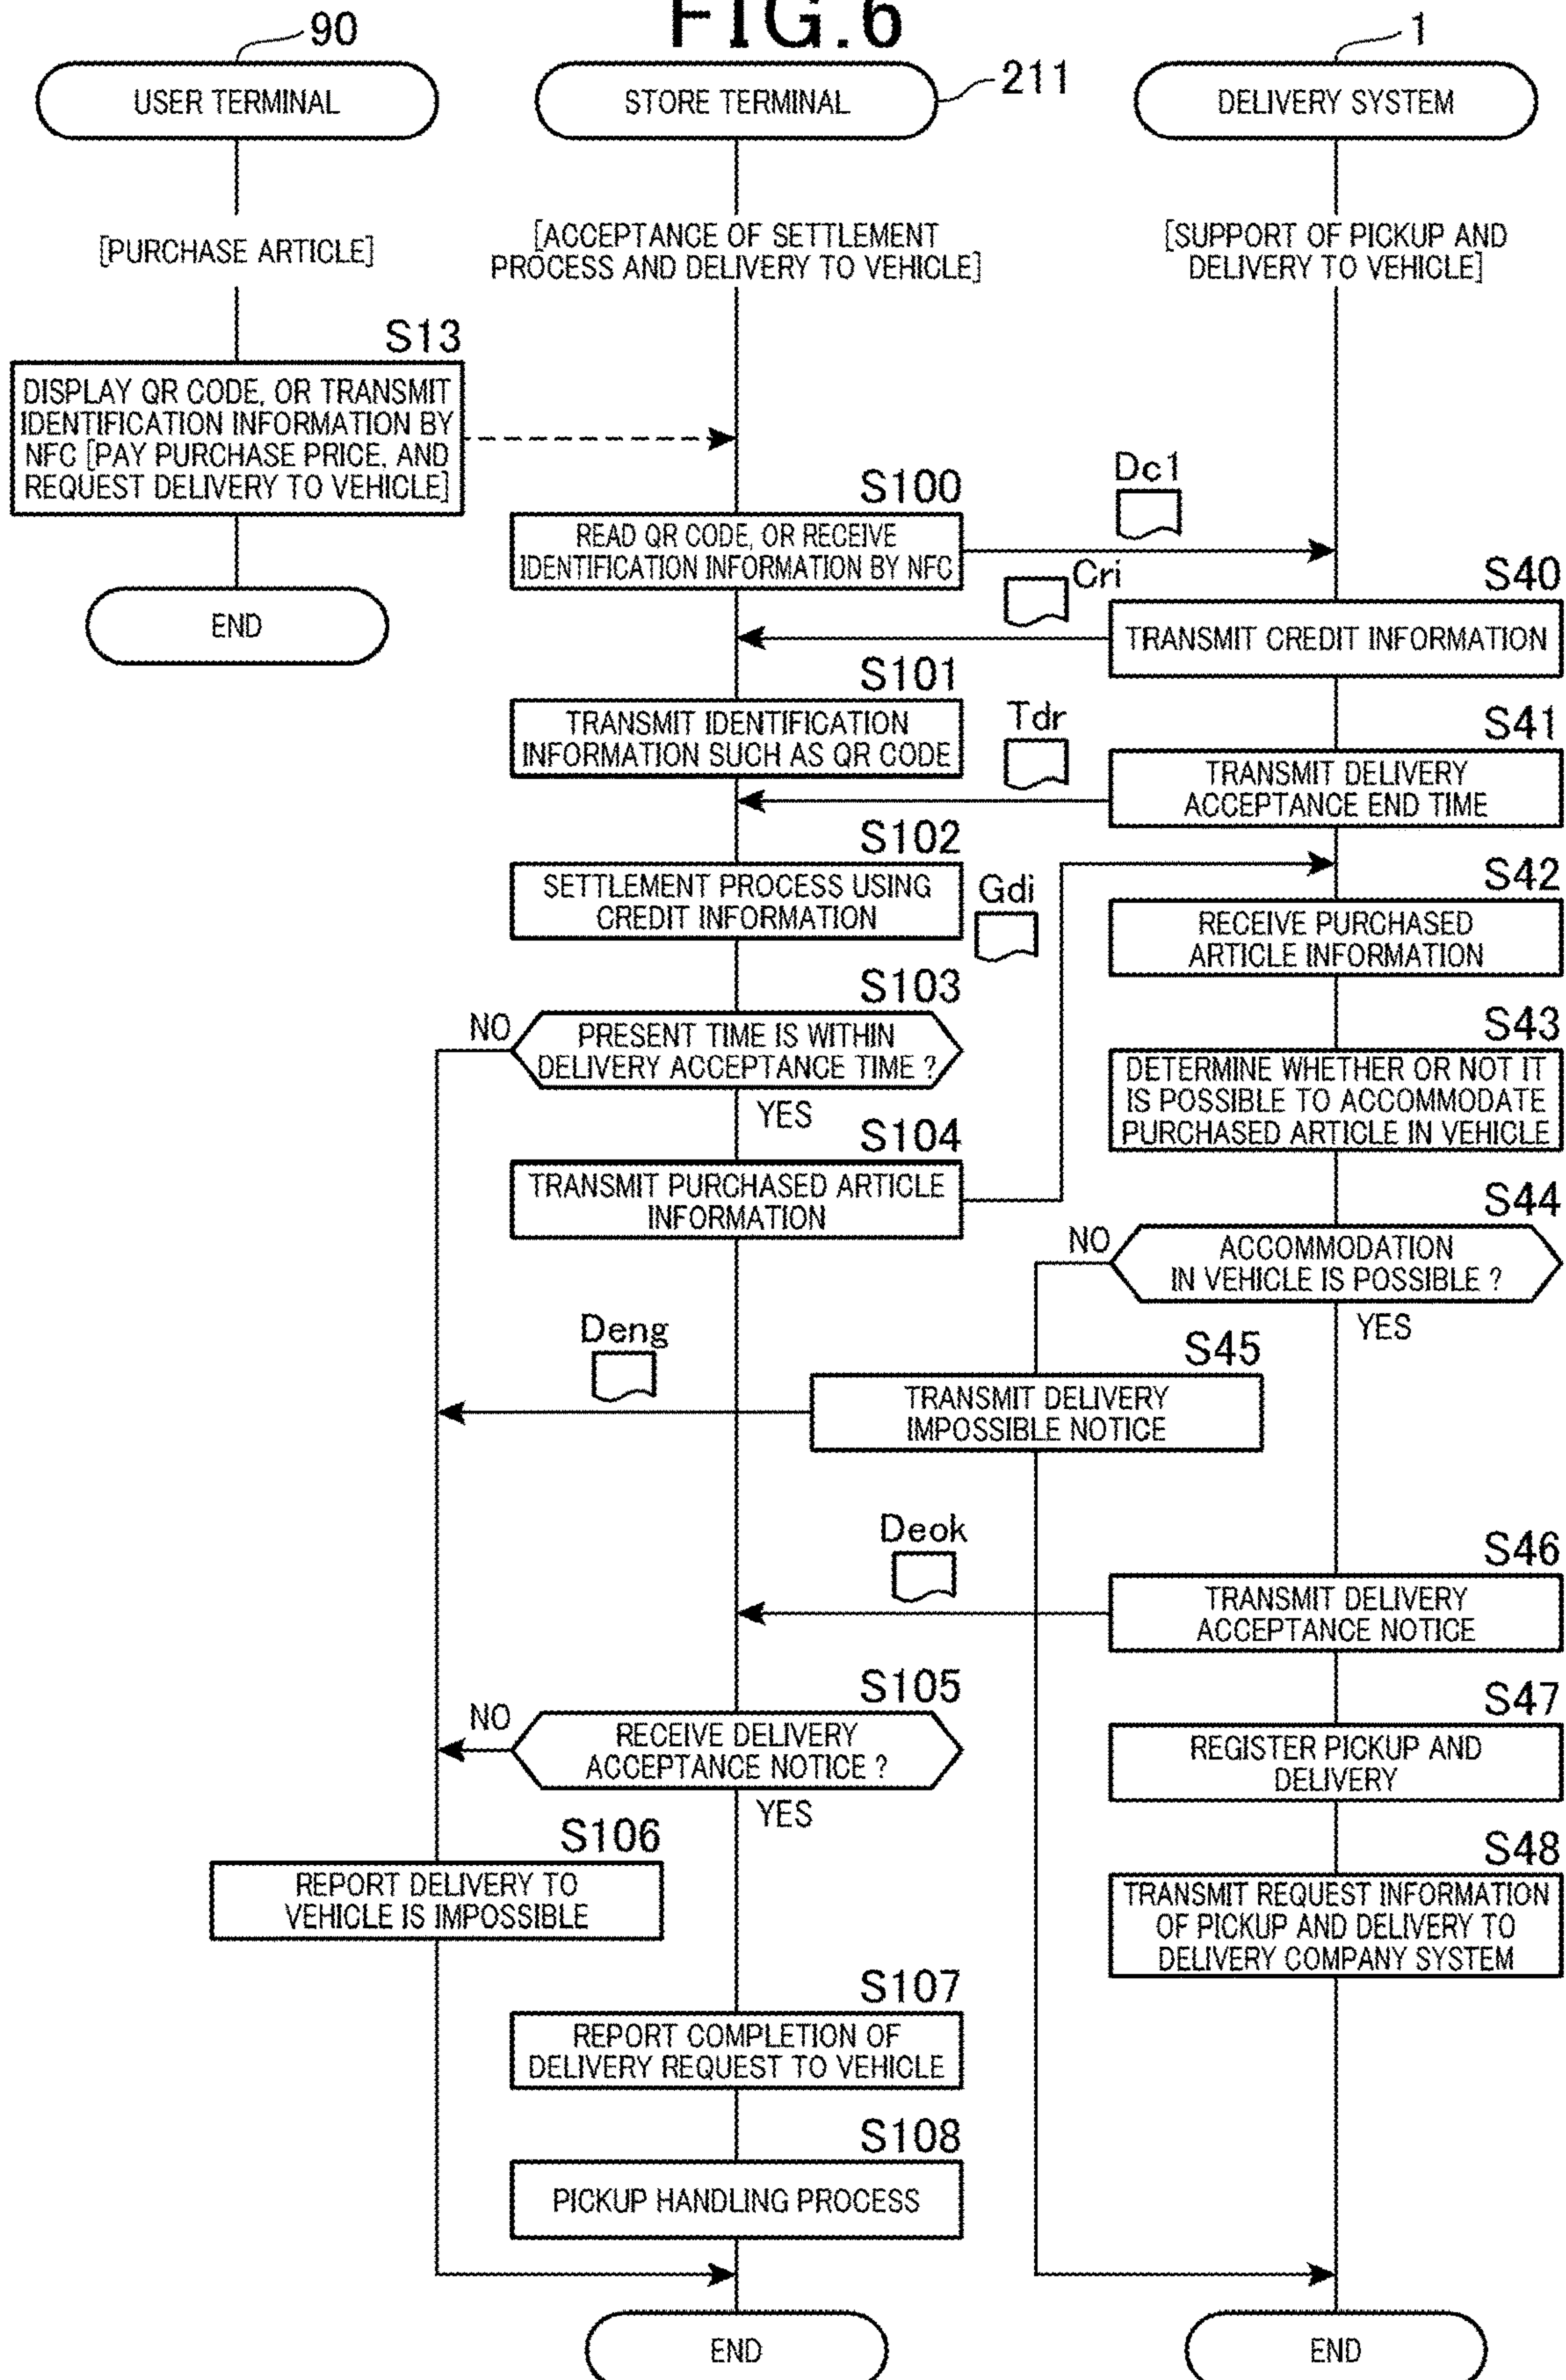 FIG.6
90
USER TERMINAL
STORE TERMINAL
211
1
DELIVERY SYSTEM
[PURCHASE ARTICLE]
[ACCEPTANCE OF SETTLEMENT
PROCESS AND DELIVERY TO VEHICLE]
[SUPPORT OF PICKUP AND
DELIVERY TO VEHICLE]
S13
DISPLAY QR CODE, OR TRANSMIT
IDENTIFICATION INFORMATION BY
NFC [PAY PURCHASE PRICE, AND
REQUEST DELIVERY TO VEHICLE]
END
S100
READ QR CODE, OR RECEIVE
IDENTIFICATION INFORMATION BY NFC
Dc1
Cri
S40
TRANSMIT CREDIT INFORMATION
S101
TRANSMIT IDENTIFICATION
INFORMATION SUCH AS QR CODE
Tdr
S41
TRANSMIT DELIVERY
ACCEPTANCE END TIME
S102
SETTLEMENT PROCESS USING
CREDIT INFORMATION
Gdi
S42
RECEIVE PURCHASED
ARTICLE INFORMATION
S103
NO
PRESENT TIME IS WITHIN
DELIVERY ACCEPTANCE TIME ?
YES
S43
DETERMINE WHETHER OR NOT IT
IS POSSIBLE TO ACCOMMODATE
PURCHASED ARTICLE IN VEHICLE
S104
TRANSMIT PURCHASED ARTICLE
INFORMATION
S44
NO
ACCOMMODATION
IN VEHICLE IS POSSIBLE ?
YES
Deng
S45
TRANSMIT DELIVERY
IMPOSSIBLE NOTICE
Deok
S46
TRANSMIT DELIVERY
ACCEPTANCE NOTICE
S105
NO
RECEIVE DELIVERY
ACCEPTANCE NOTICE ?
YES
S47
REGISTER PICKUP AND
DELIVERY
S106
REPORT DELIVERY TO
VEHICLE IS IMPOSSIBLE
S48
TRANSMIT REQUEST INFORMATION
OF PICKUP AND DELIVERY TO
DELIVERY COMPANY SYSTEM
S107
REPORT COMPLETION OF
DELIVERY REQUEST TO VEHICLE
S108
PICKUP HANDLING PROCESS
END
END